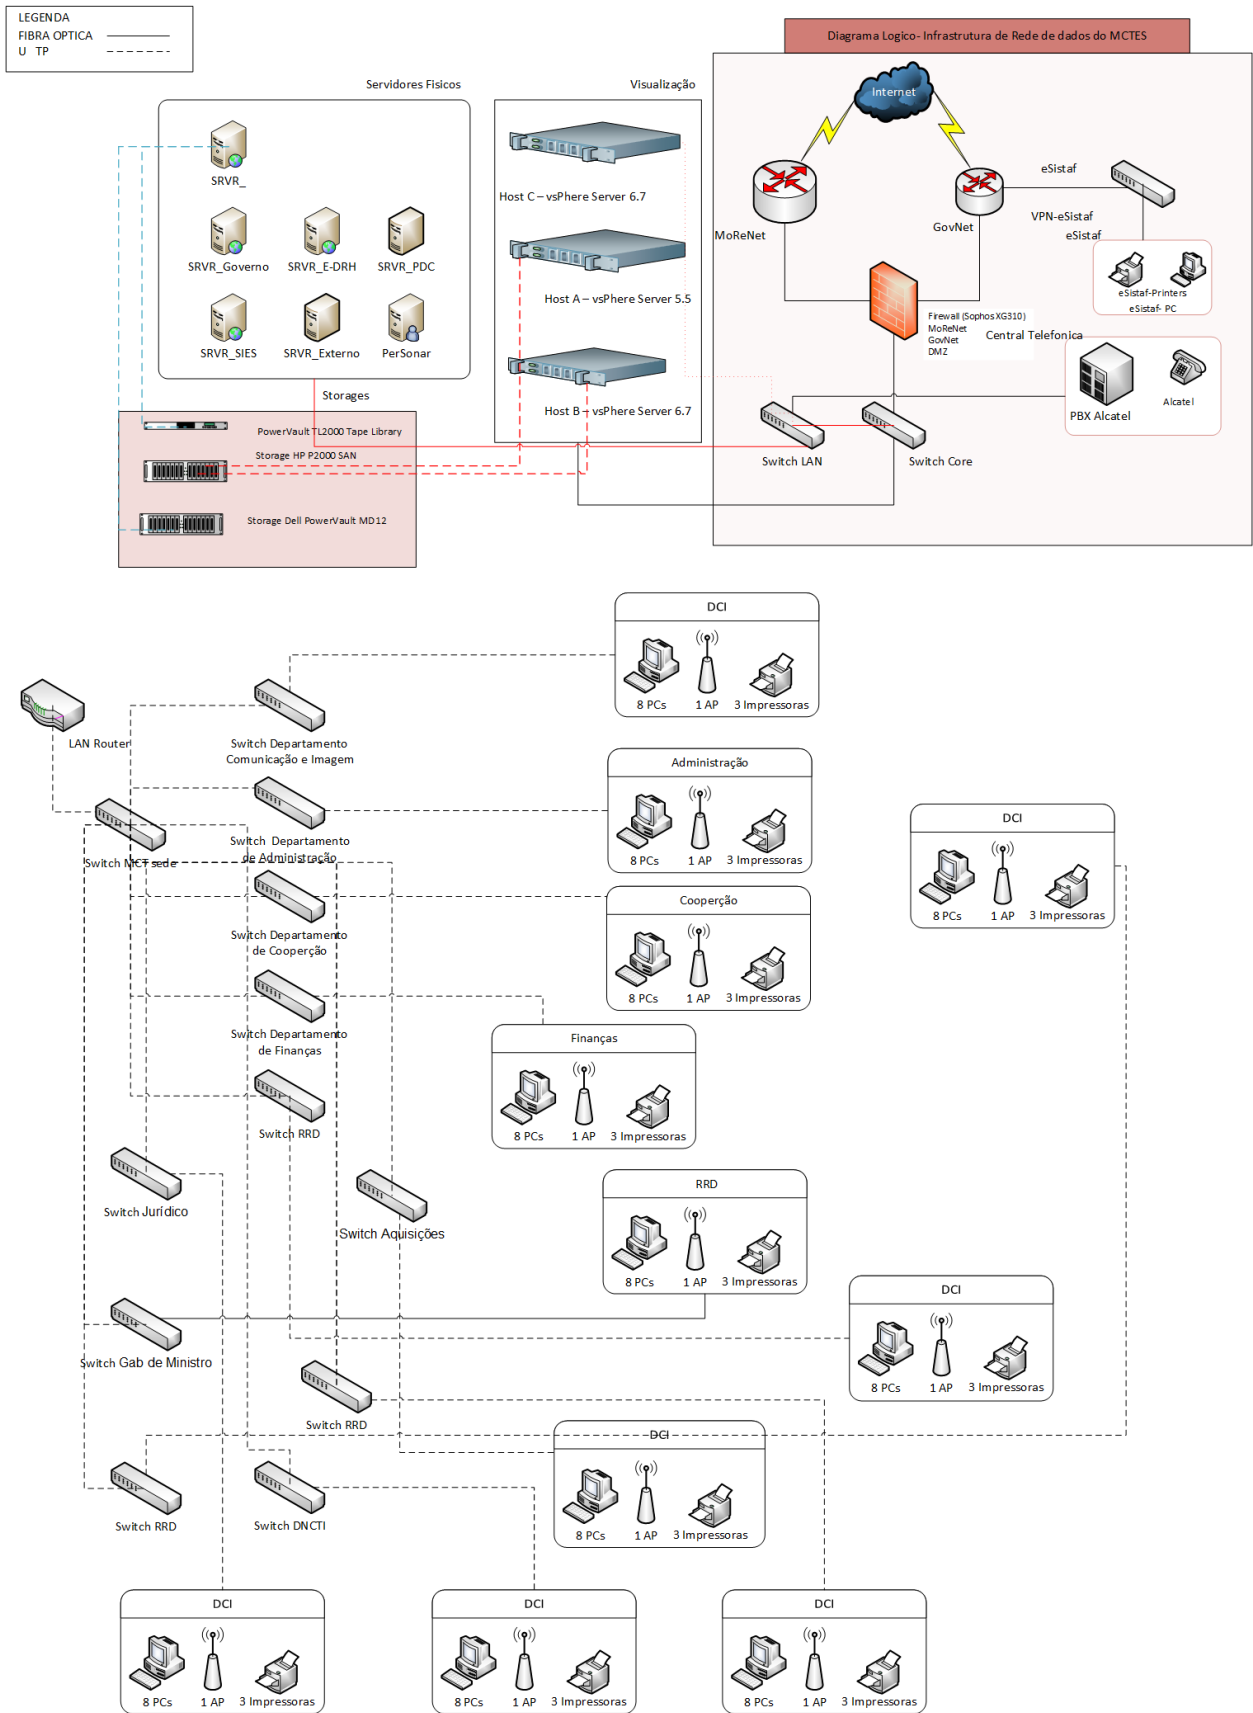 LEGENDA
FIBRA OPTICA
U TP
Diagrama Logico- Infrastrutura de Rede de dados do MCTES
Servidores Fisicos
Visualização
Internet
SRVR_
Host C – vsPhere Server 6.7
MoReNet
GovNet
eSistaf
VPN-eSistaf
eSistaf
SRVR_Governo
SRVR_E-DRH
SRVR_PDC
Host A – vsPhere Server 5.5
eSistaf-Printers
eSistaf- PC
Firewall (Sophos XG310)
MoReNet
GovNet
DMZ
Central Telefonica
SRVR_SIES
SRVR_Externo
PerSonar
Storages
Host B – vsPhere Server 6.7
PBX Alcatel
Alcatel
PowerVault TL2000 Tape Library
Storage HP P2000 SAN
Storage Dell PowerVault MD12
Switch LAN
Switch Core
DCI
8 PCs
1 AP
3 Impressoras
LAN Router
Switch Departamento
Comunicação e Imagem
Administração
8 PCs
1 AP
3 Impressoras
Switch MCT sede
Switch Departamento
de Administração
DCI
8 PCs
1 AP
3 Impressoras
Cooperção
8 PCs
1 AP
3 Impressoras
Switch Departamento
de Cooperção
Switch Departamento
de Finanças
Finanças
8 PCs
1 AP
3 Impressoras
Switch RRD
Switch Jurídico
Switch Aquisições
RRD
8 PCs
1 AP
3 Impressoras
Switch Gab de Ministro
DCI
8 PCs
1 AP
3 Impressoras
Switch RRD
DCI
8 PCs
1 AP
3 Impressoras
Switch RRD
Switch DNCTI
DCI
8 PCs
1 AP
3 Impressoras
DCI
8 PCs
1 AP
3 Impressoras
DCI
8 PCs
1 AP
3 Impressoras